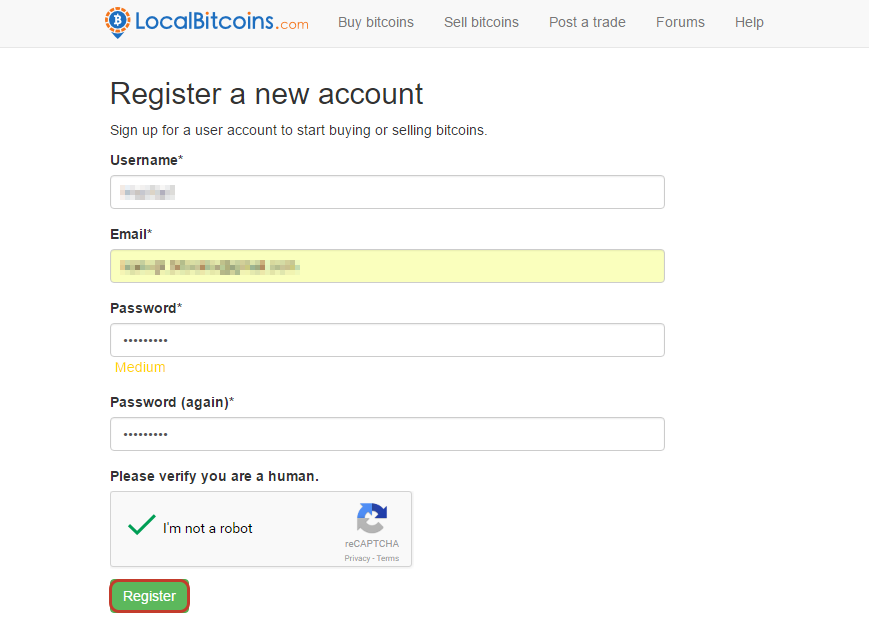 LocalBitcoins.com
Buy bitcoins
Sell bitcoins
Post a trade
Forums
Help
Register a new account
Sign up for a user account to start buying or selling bitcoins.
Username*
Email*
Password*
•••••••••
Medium
Password (again)*
•••••••••
Please verify you are a human.
I'm not a robot
reCAPTCHA
Privacy - Terms
Register